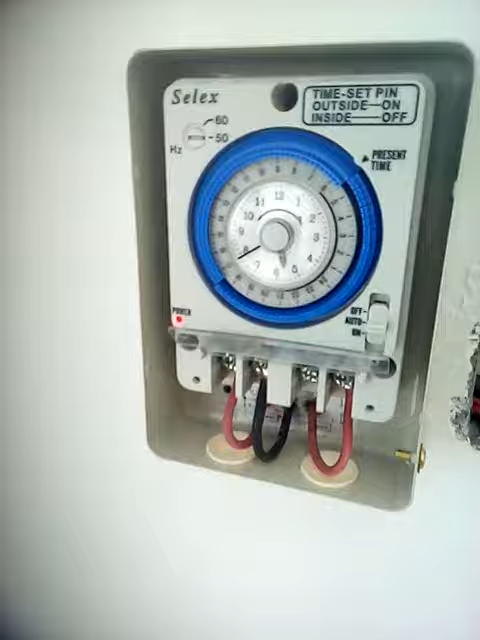 Selex
TIME-SET PIN
OUTSIDE—ON
INSIDE——OFF
60
50
Hz
PRESENT
TIME
12
11
1
10
2
3
4
8
5
7
6
POWER
OFF
AUTO
ON